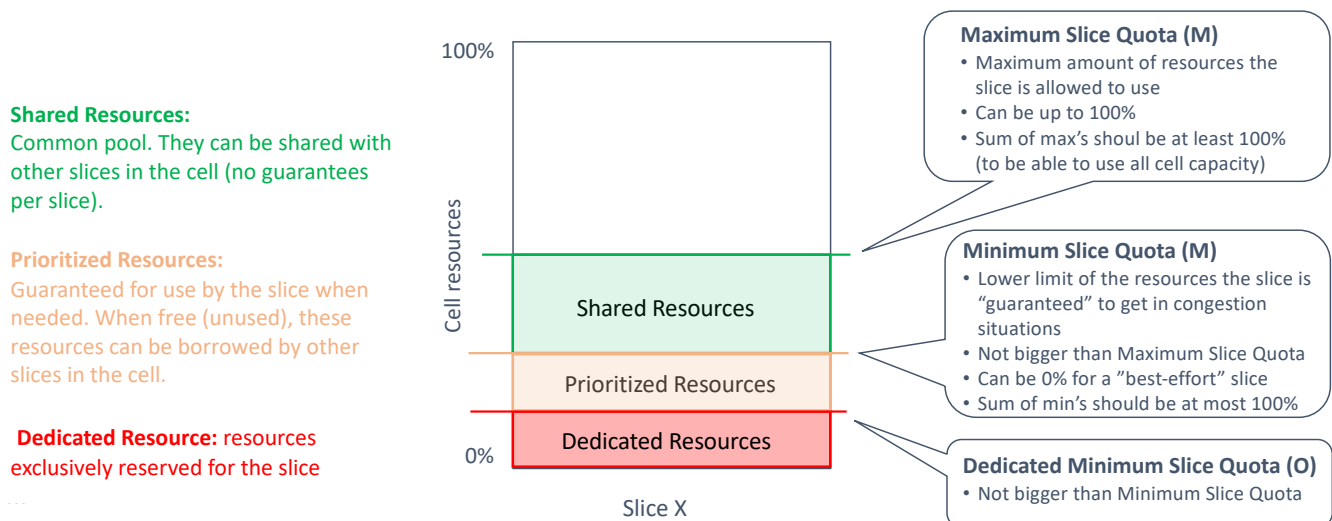 Shared Resources:
Common pool. They can be shared with
other slices in the cell (no guarantees
per slice).
Prioritized Resources:
Guaranteed for use by the slice when
needed. When free (unused), these
resources can be borrowed by other
slices in the cell.
Dedicated Resource: resources
exclusively reserved for the slice
...
100%
Cell resources
0%
Shared Resources
Prioritized Resources
Dedicated Resources
Slice X
Maximum Slice Quota (M)
• Maximum amount of resources the
slice is allowed to use
• Can be up to 100%
• Sum of max’s shoul be at least 100%
(to be able to use all cell capacity)
Minimum Slice Quota (M)
• Lower limit of the resources the slice is
“guaranteed” to get in congestion
situations
• Not bigger than Maximum Slice Quota
• Can be 0% for a ”best-effort” slice
• Sum of min’s should be at most 100%
Dedicated Minimum Slice Quota (O)
• Not bigger than Minimum Slice Quota